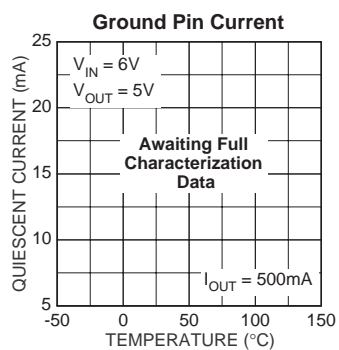 Ground Pin Current
25
20
15
10
5
QUIESCENT CURRENT (mA)
V_IN = 6V
V_OUT = 5V
Awaiting Full
Characterization
Data
I_OUT = 500mA
-50 0 50 100 150
TEMPERATURE (°C)